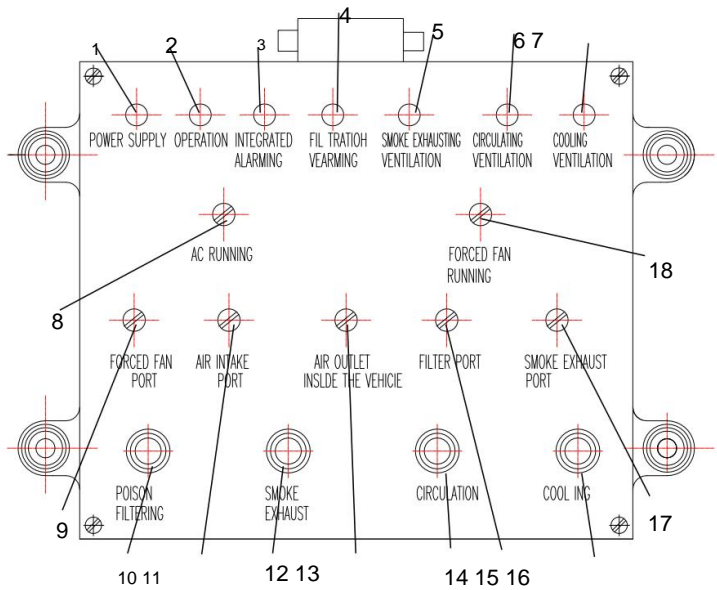 1 2 3 4 5 6 7
POWER SUPPLY OPERATION INTEGRATED FIL TRATIOH SMOKE EXHAUSTING CIRCULATING COOLING
ALARMING VEARMING VENTILATION VENTILATION VENTILATION
AC RUNNING FORCED FAN
RUNNING
8 18
FORCED FAN AIR INTAKE AIR OUTLET FILTER PORT SMOKE EXHAUST
PORT PORT INSLDE THE VEHICIE PORT
POISON SMOKE CIRCULATION COOL ING
FILTERING EXHAUST
9 17
10 11 12 13 14 15 16